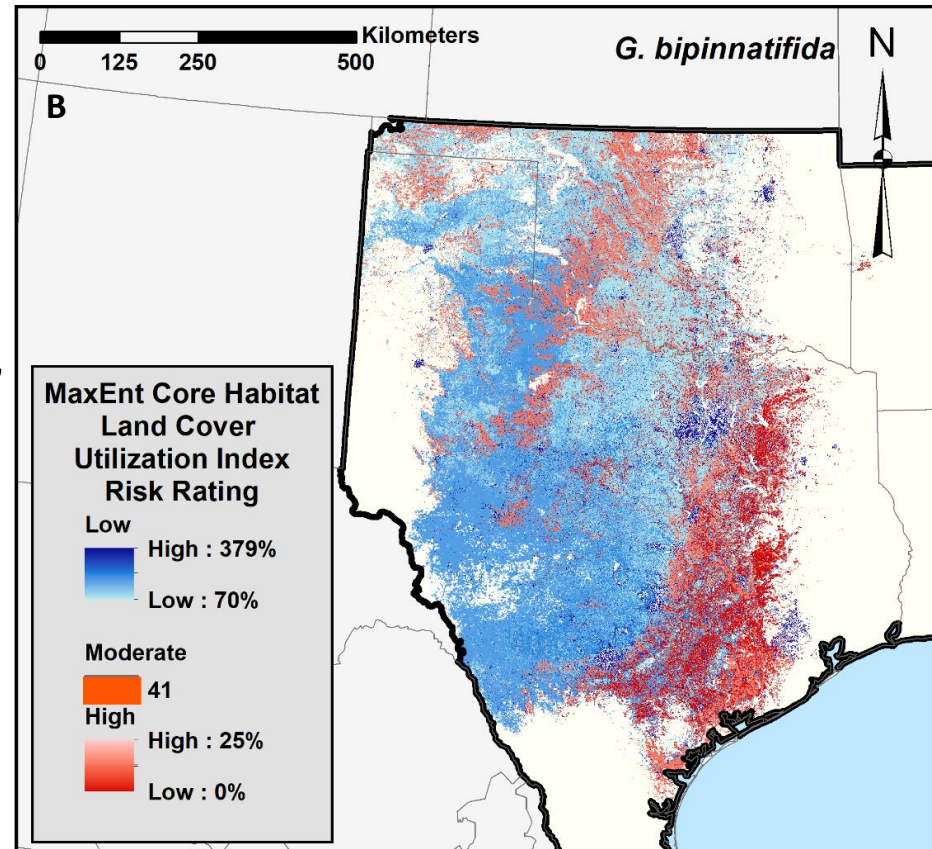 Kilometers
0 125 250 500
G. bipinnatifida
N
B
MaxEnt Core Habitat
Land Cover
Utilization Index
Risk Rating
Low
High : 379%
Low : 70%
Moderate
41
High
High : 25%
Low : 0%